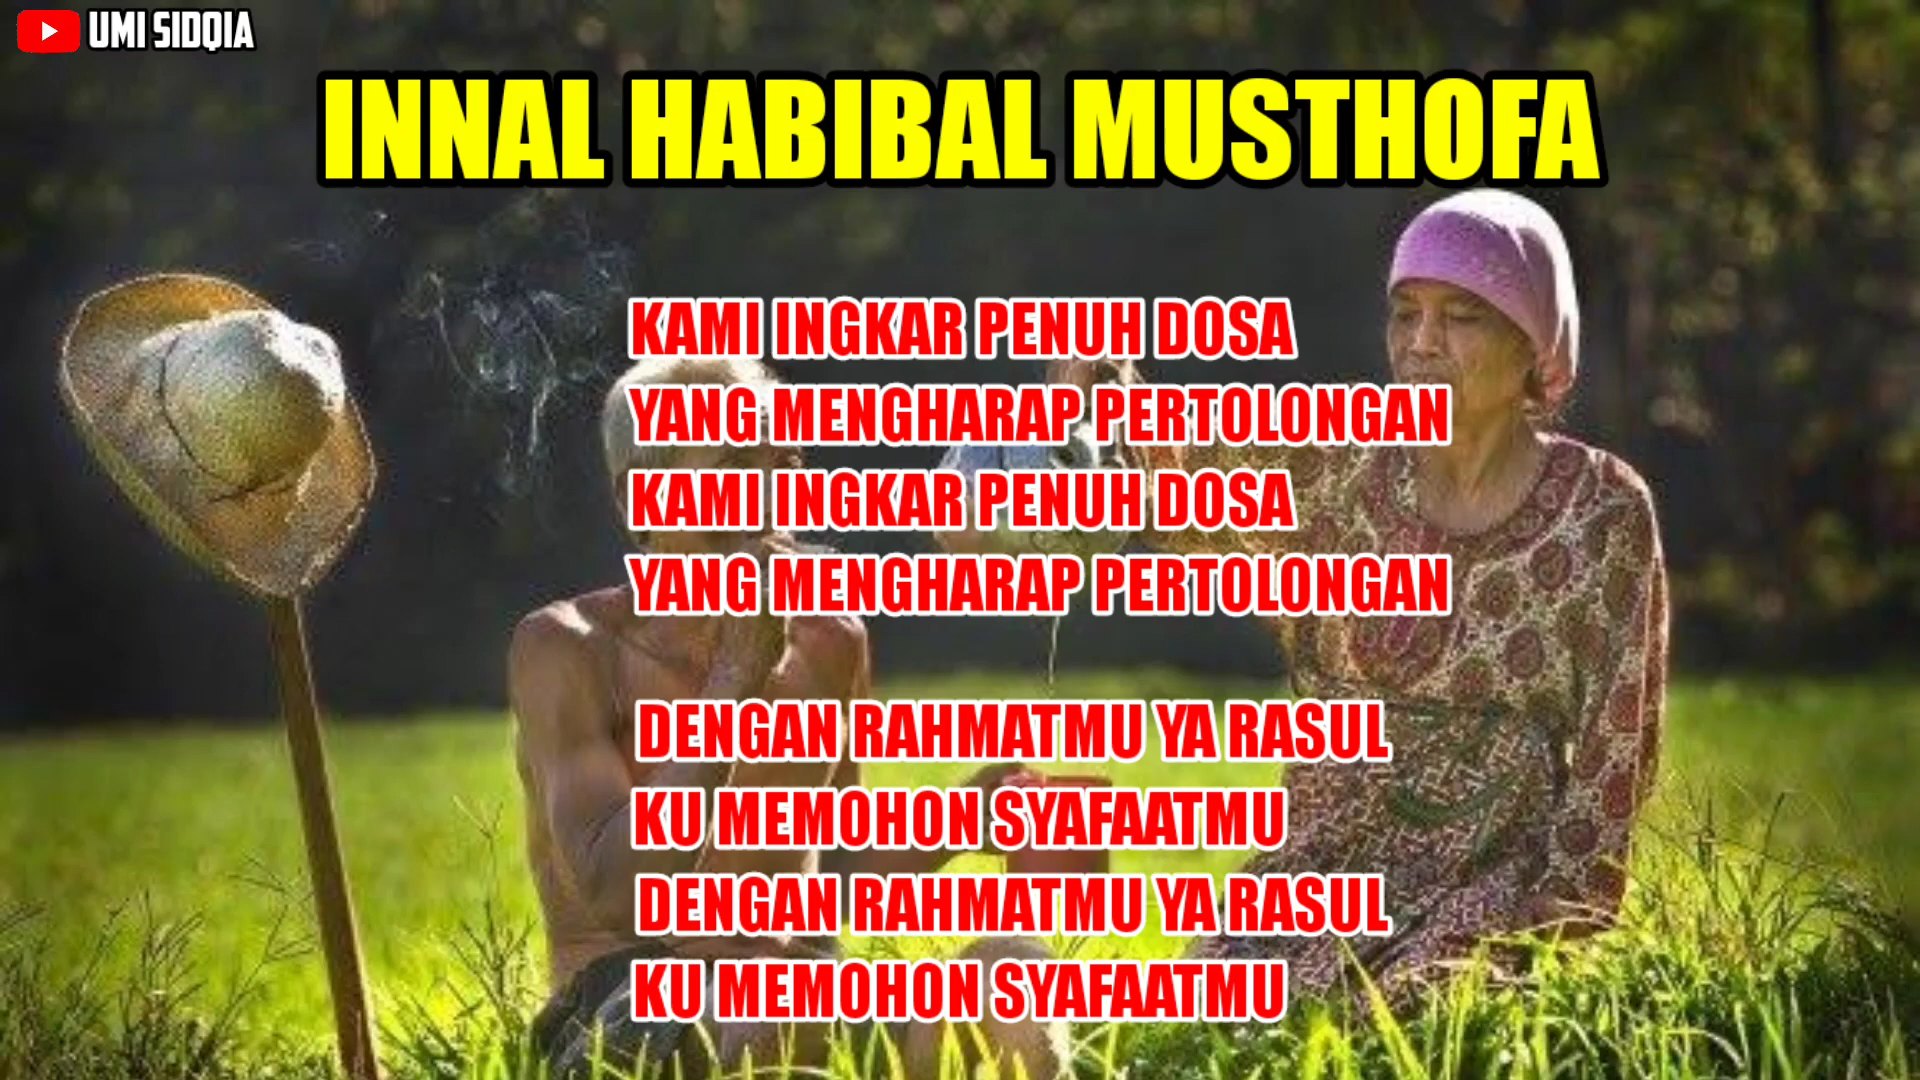 UMI SIDQIA
INNAL HABIBAL MUSTHOFA
KAMI INGKAR PENUH DOSA
YANG MENGHARAP PERTOLONGAN
KAMI INGKAR PENUH DOSA
YANG MENGHARAP PERTOLONGAN
DENGAN RAHMATMU YA RASUL
KU MEMOHON SYAFAATMU
DENGAN RAHMATMU YA RASUL
KU MEMOHON SYAFAATMU